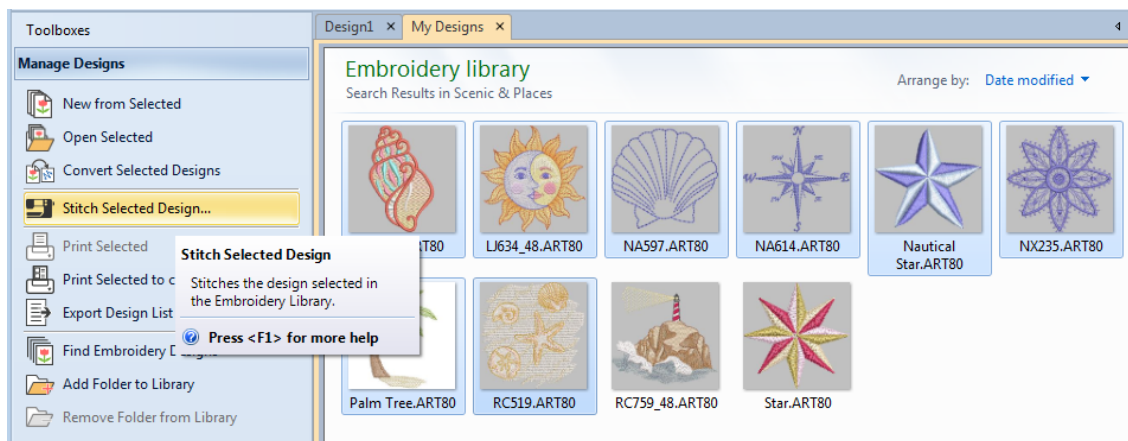 Toolboxes
Manage Designs
New from Selected
Open Selected
Convert Selected Designs
Stitch Selected Design...
Print Selected
Print Selected to c
Export Design List
Find Embroidery Designs
Add Folder to Library
Remove Folder from Library
Stitch Selected Design
Stitches the design selected in
the Embroidery Library.
Press <F1> for more help
Design1
My Designs
Embroidery library
Search Results in Scenic & Places
Arrange by: Date modified
N
W E
S
RT80 LJ634_48.ART80 NA597.ART80 NA614.ART80 Nautical NX235.ART80
Star.ART80
Palm Tree.ART80 RC519.ART80 RC759_48.ART80 Star.ART80